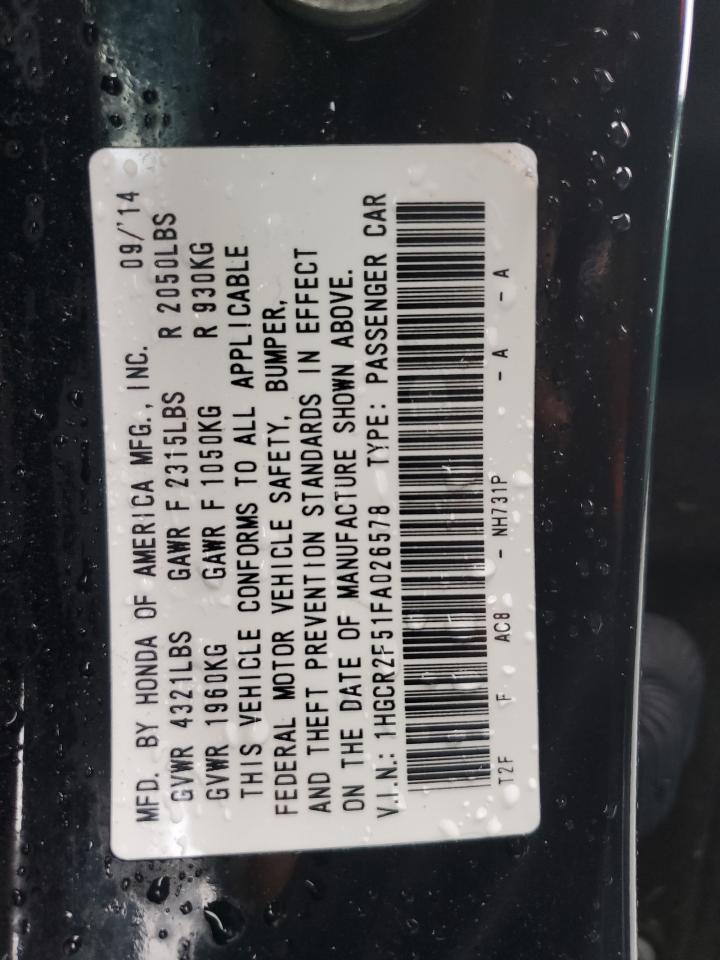 MFD. BY HONDA OF AMERICA MFG., INC. 09/'14
GVWR 4321LBS GAWR F 2315LBS R 2050LBS
GVWR 1960KG GAWR F 1050KG R 930KG
THIS VEHICLE CONFORMS TO ALL APPLICABLE
FEDERAL MOTOR VEHICLE SAFETY, BUMPER,
AND THEFT PREVENTION STANDARDS IN EFFECT
ON THE DATE OF MANUFACTURE SHOWN ABOVE.
V.I.N.: 1HGCR2F51FA026578 TYPE: PASSENGER CAR
T2F F AC8 - NH731P - A - A